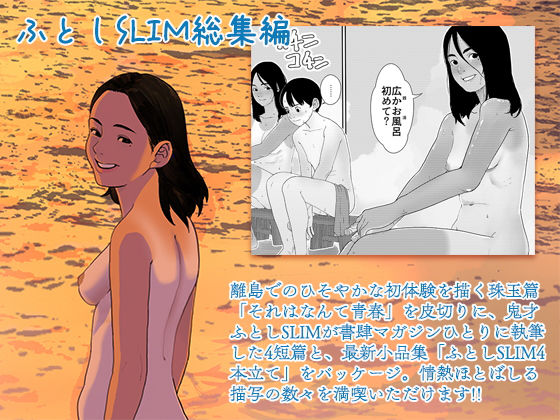 ふとしSLIM総集編
広かお風呂
初めて?
……
離島でのひそやかな初体験を描く珠玉篇
「それはなんて青春」を皮切りに、鬼才
ふとしSLIMが書肆マガジンひとりに執筆
した4短篇と、最新小品集「ふとしSLIM4
本立て」をパッケージ。情熱ほとばしる
描写の数々を満喫いただけます!!